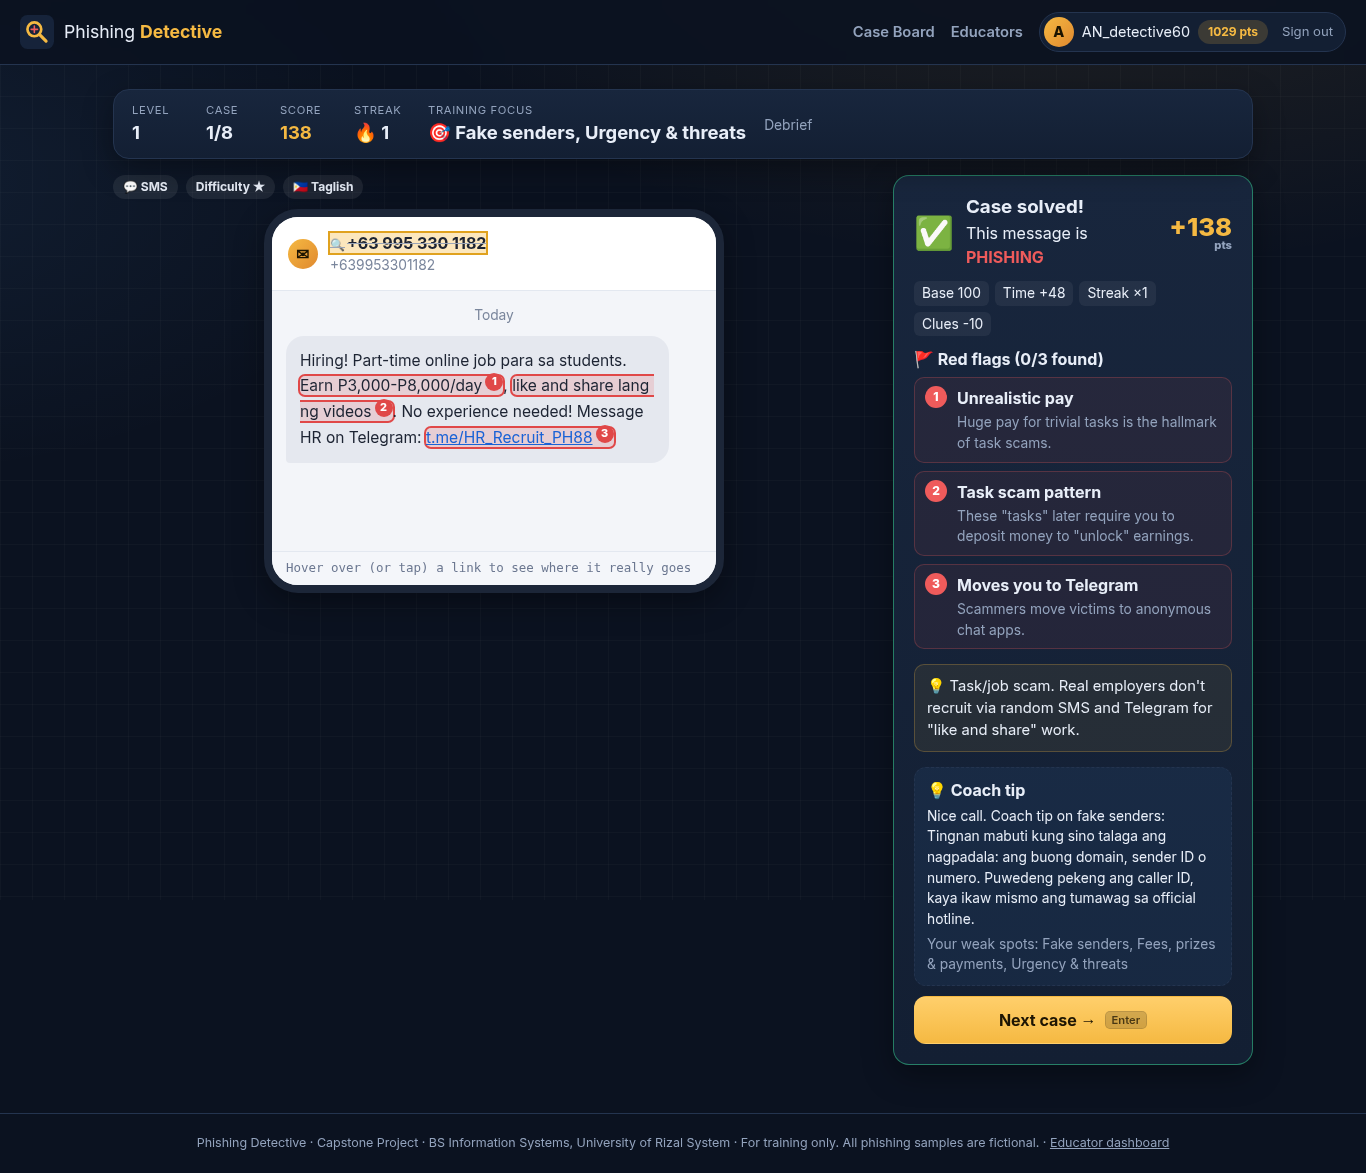 Phishing Detective
Case Board
Educators
A
AN_detective60
1029 pts
Sign out
LEVEL
1
CASE
1/8
SCORE
138
STREAK
🔥 1
TRAINING FOCUS
🎯 Fake senders, Urgency & threats
Debrief
💬 SMS
Difficulty ★
🇵🇭 Taglish
🔍 +63 995 330 1182
+639953301182
Today
Hiring! Part-time online job para sa students.
Earn P3,000-P8,000/day 1, like and share lang
ng videos 2. No experience needed! Message
HR on Telegram: t.me/HR_Recruit_PH88 3
Hover over (or tap) a link to see where it really goes
✅ Case solved!
This message is
PHISHING
+138
pts
Base 100
Time +48
Streak ×1
Clues -10
🚩 Red flags (0/3 found)
1 Unrealistic pay
Huge pay for trivial tasks is the hallmark
of task scams.
2 Task scam pattern
These "tasks" later require you to
deposit money to "unlock" earnings.
3 Moves you to Telegram
Scammers move victims to anonymous
chat apps.
💡 Task/job scam. Real employers don't
recruit via random SMS and Telegram for
"like and share" work.
💡 Coach tip
Nice call. Coach tip on fake senders:
Tingnan mabuti kung sino talaga ang
nagpadala: ang buong domain, sender ID o
numero. Puwedeng pekeng ang caller ID,
kaya ikaw mismo ang tumawag sa official
hotline.
Your weak spots: Fake senders, Fees, prizes
& payments, Urgency & threats
Next case → Enter
Phishing Detective · Capstone Project · BS Information Systems, University of Rizal System · For training only. All phishing samples are fictional. · Educator dashboard